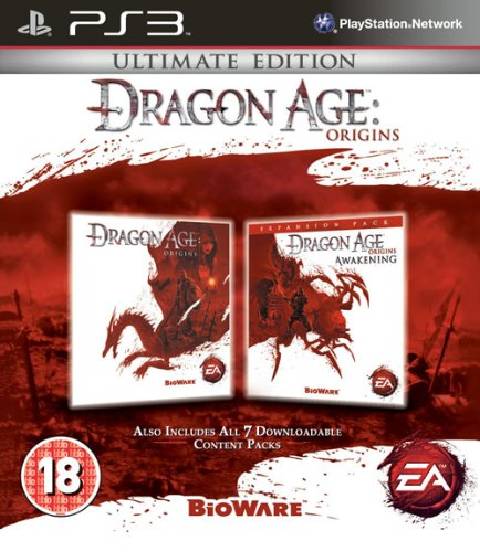 PS3
PlayStation®Network
ULTIMATE EDITION
DRAGON AGE:
ORIGINS
DRAGON AGE:
ORIGINS
BIOWARE
EA
EXPANSION PACK
DRAGON AGE
ORIGINS
AWAKENING
BIOWARE
EA
ALSO INCLUDES ALL 7 DOWNLOADABLE
CONTENT PACKS
18
BIOWARE
EA